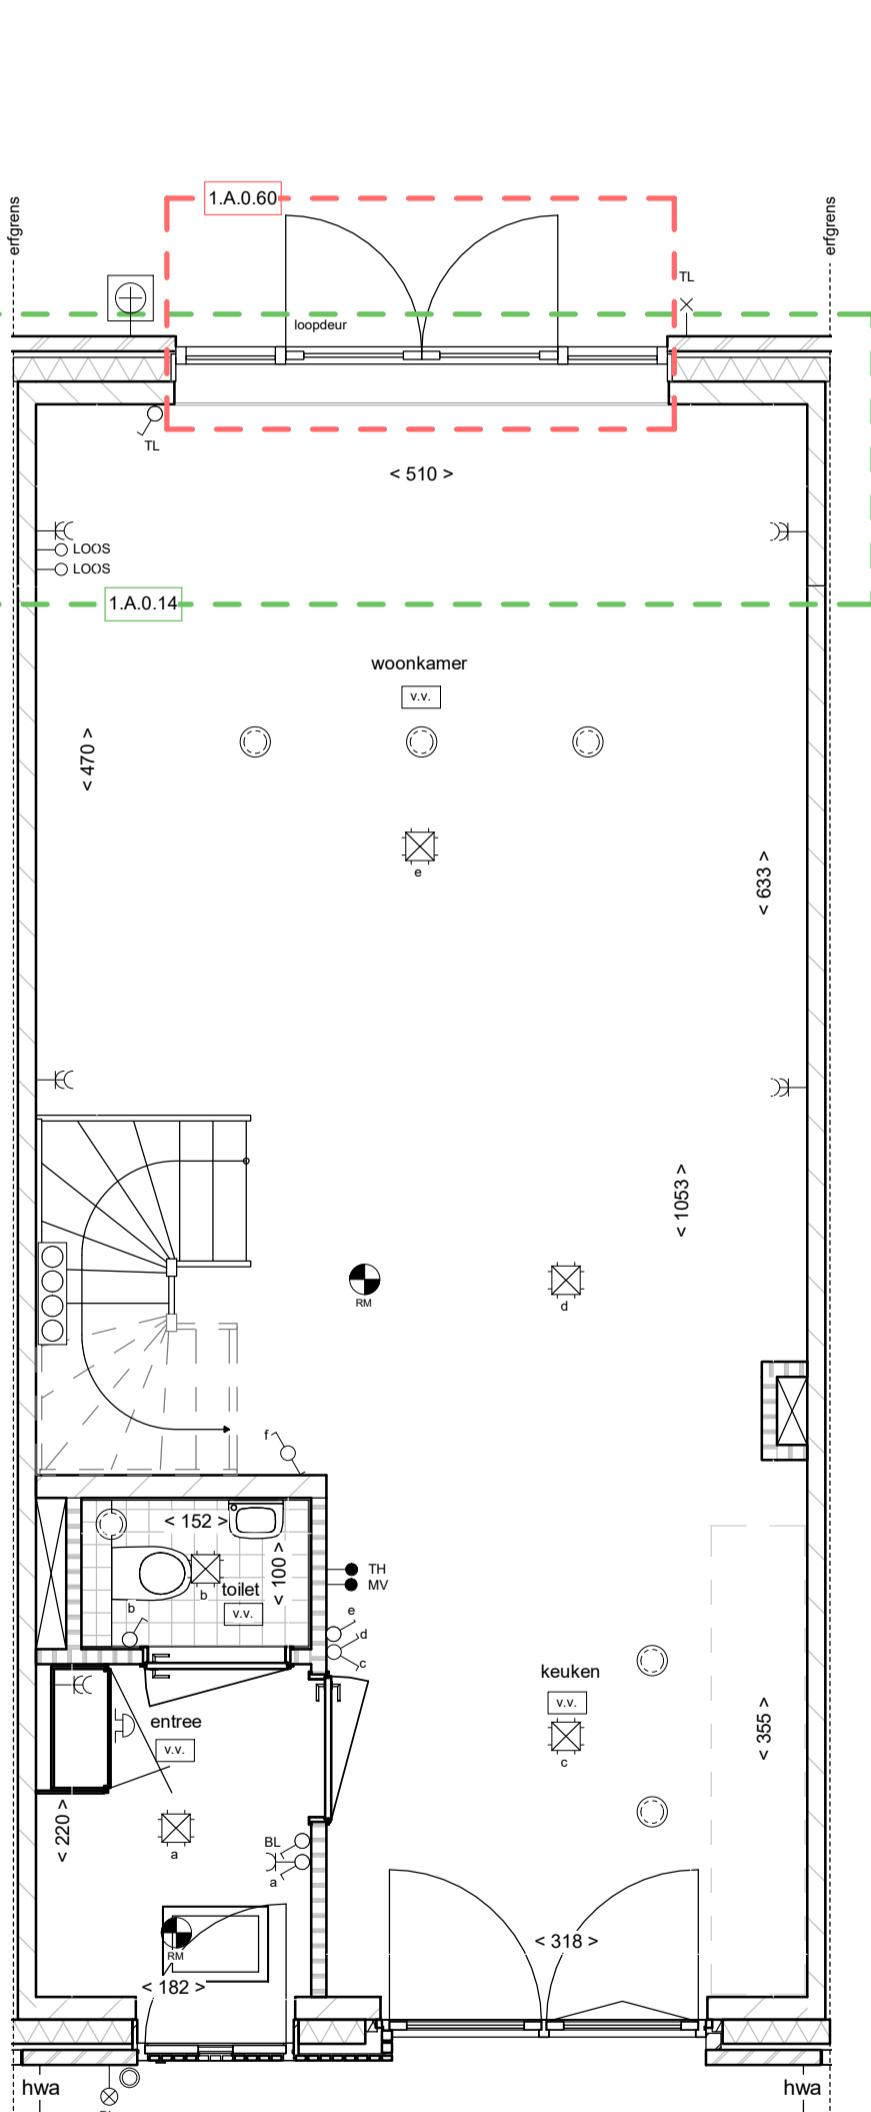 1.A.0.60
erfgrens
erfgrens
TL
loopdeur
TL
< 510 >
LOOS
LOOS
1.A.0.14
woonkamer
v.v.
< 470 >
e
< 633 >
< 1053 >
RM
d
f
< 152 >
< 100 >
TH
MV
b
toilet
b
v.v.
e
d
c
keuken
v.v.
entree
v.v.
< 355 >
c
< 220 >
a
BL
a
< 318 >
RM
< 182 >
hwa
hwa